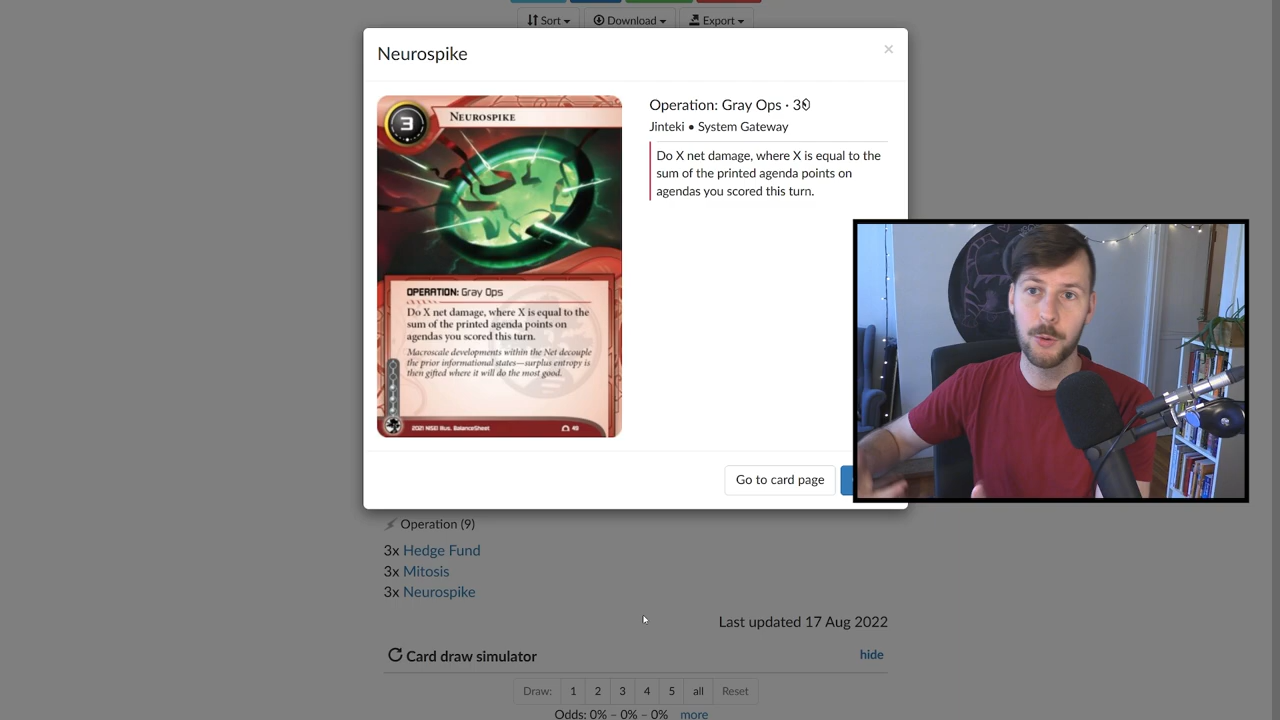 Sort
Download
Export
Neurospike
×
3
NEUROSPIKE
OPERATION: Gray Ops
Do X net damage, where X is equal to the
sum of the printed agenda points on
agendas you scored this turn.
Macroscale developments within the Net decouple
the prior informational states—surplus entropy is
then gifted where it will do the most good.
2021 NISEI Illus. BalanceSheet
49
Operation: Gray Ops · 3
Jinteki • System Gateway
Do X net damage, where X is equal to the
sum of the printed agenda points on
agendas you scored this turn.
Go to card page
Operation (9)
3x Hedge Fund
3x Mitosis
3x Neurospike
Last updated 17 Aug 2022
Card draw simulator
hide
Draw: 1 2 3 4 5 all Reset
Odds: 0% – 0% – 0% more